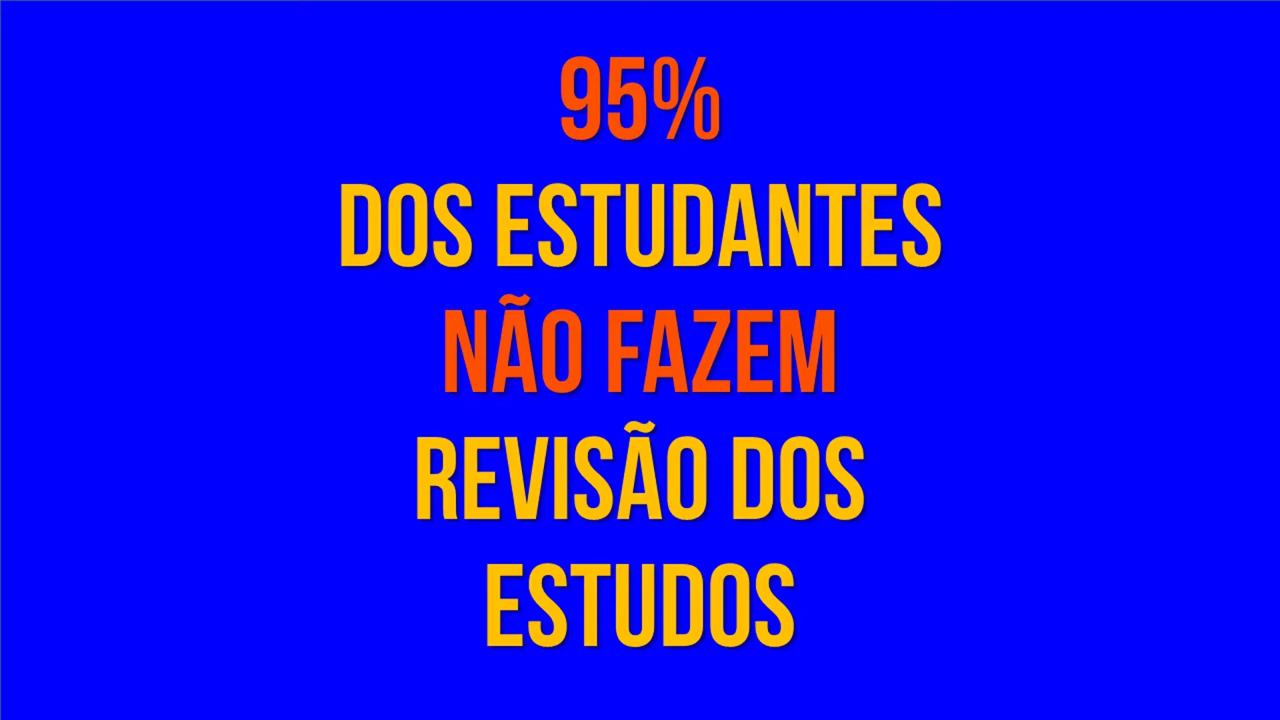 95%
DOS ESTUDANTES
NÃO FAZEM
REVISÃO DOS
ESTUDOS